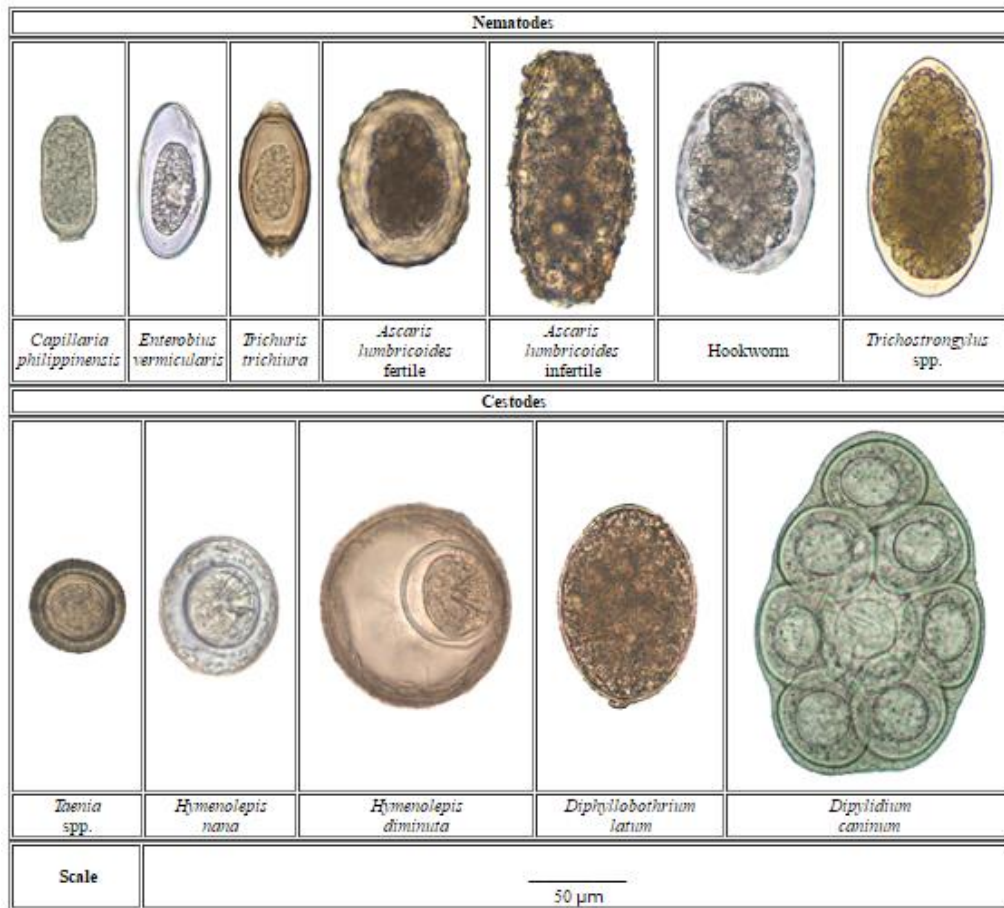 Nematodes
Capillaria
philippinensis
Enterobius
vermicularis
Trichuris
trichiura
Ascaris
lumbricoides
fertile
Ascaris
lumbricoides
infertile
Hookworm
Trichostrongylus
spp.
Cestodes
Taenia
spp.
Hymenolepis
nana
Hymenolepis
diminuta
Diphyllobothrium
latum
Dipylidium
caninum
Scale
50 µm